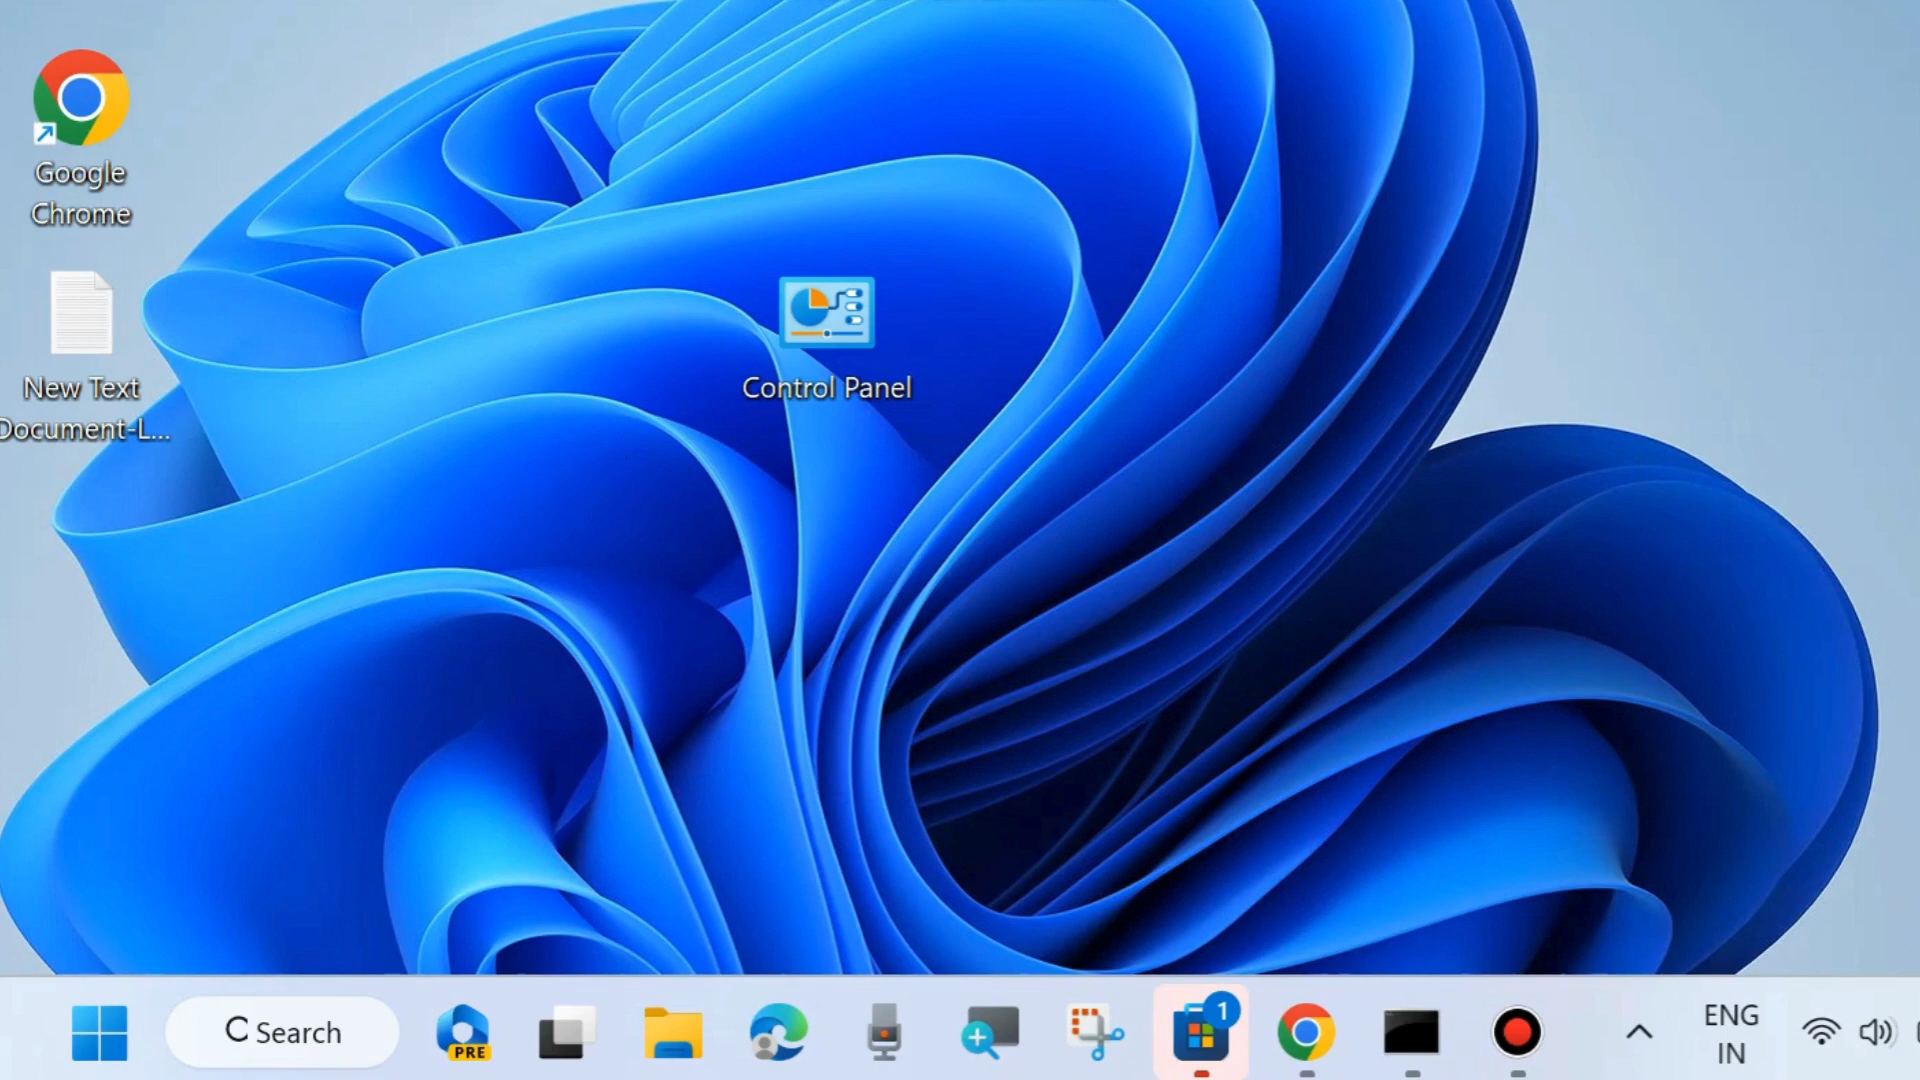 Google
Chrome
New Text
Document-L...
Control Panel
Search
PRE
1
ENG
IN